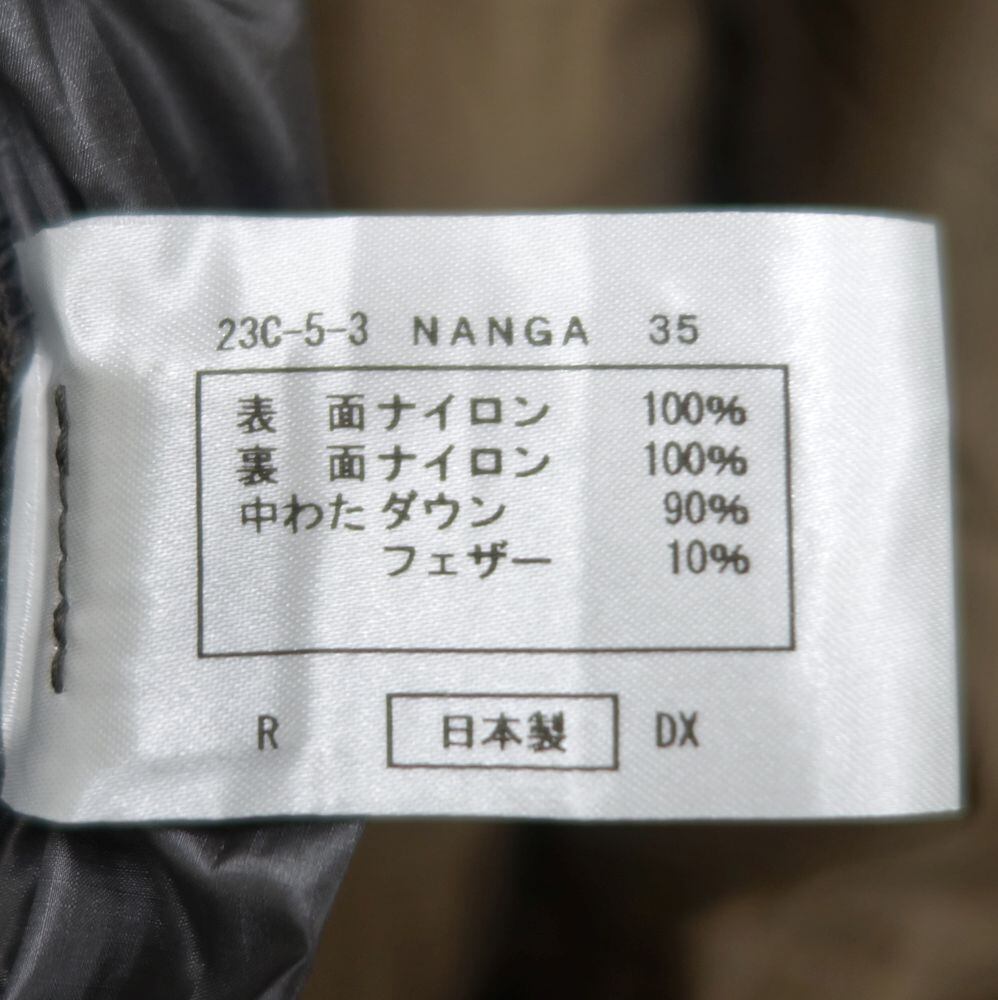 23C-5-3 NANGA 35
表 面 ナイロン 100%
裏 面 ナイロン 100%
中わた ダウン 90%
フェザー 10%
R 日本製 DX